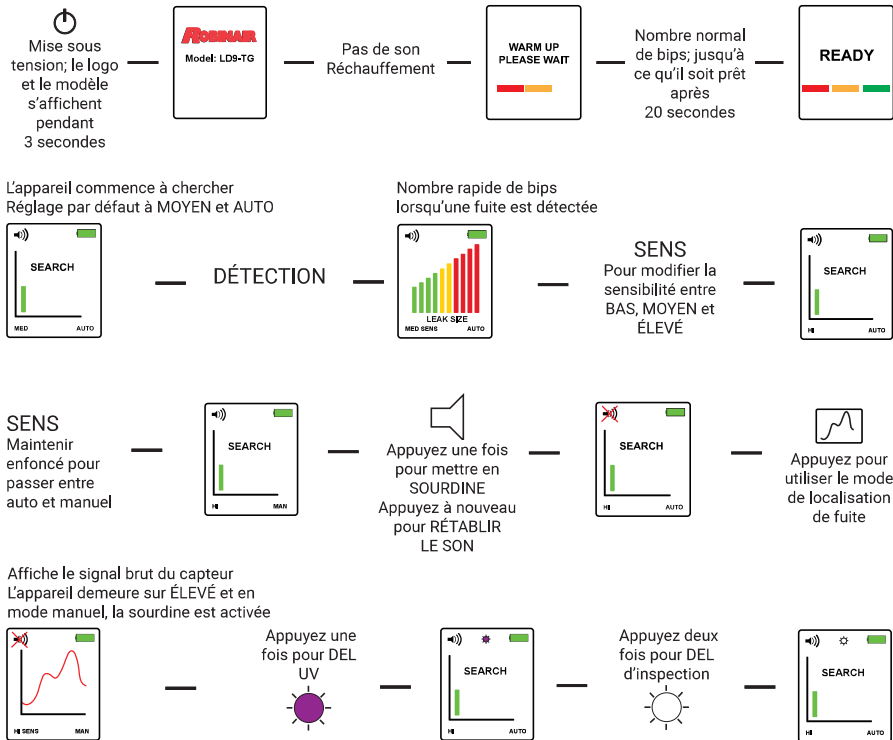 Mise sous
tension; le logo
et le modèle
s'affichent
pendant
3 secondes
ROBINAIR
Model: LD9-TG
Pas de son
Réchauffement
WARM UP
PLEASE WAIT
Nombre normal
de bips; jusqu'à
ce qu'il soit prêt
après
20 secondes
READY
L'appareil commence à chercher
Réglage par défaut à MOYEN et AUTO
SEARCH
MED AUTO
DÉTECTION
Nombre rapide de bips
lorsqu'une fuite est détectée
LEAK SIZE
MED SENS AUTO
SENS
Pour modifier la
sensibilité entre
BAS, MOYEN et
ÉLEVÉ
SEARCH
HI AUTO
SENS
Maintenir
enfoncé pour
passer entre
auto et manuel
SEARCH
HI MAN
Appuyez une fois
pour mettre en
SOURDINE
Appuyez à nouveau
pour RÉTABLIR
LE SON
SEARCH
HI AUTO
Appuyez pour
utiliser le mode
de localisation
de fuite
Affiche le signal brut du capteur
L'appareil demeure sur ÉLEVÉ et en
mode manuel, la sourdine est activée
HI SENS MAN
Appuyez une
fois pour DEL
UV
SEARCH
HI AUTO
Appuyez deux
fois pour DEL
d'inspection
SEARCH
HI AUTO